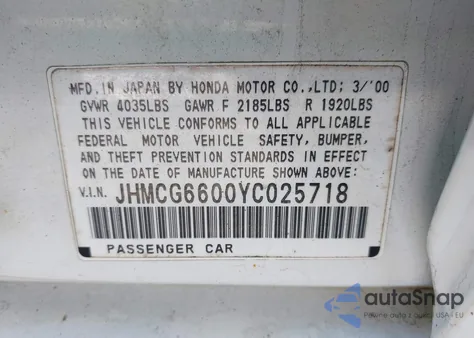 MFD. IN JAPAN BY HONDA MOTOR CO., LTD; 3/'00
GVWR 4035LBS GAWR F 2185LBS R 1920LBS
THIS VEHICLE CONFORMS TO ALL APPLICABLE
FEDERAL MOTOR VEHICLE SAFETY, BUMPER,
AND THEFT PREVENTION STANDARDS IN EFFECT
ON THE DATE OF MANUFACTURE SHOWN ABOVE:
V.I.N. JHMCG6600YC025718
PASSENGER CAR
autoSnap